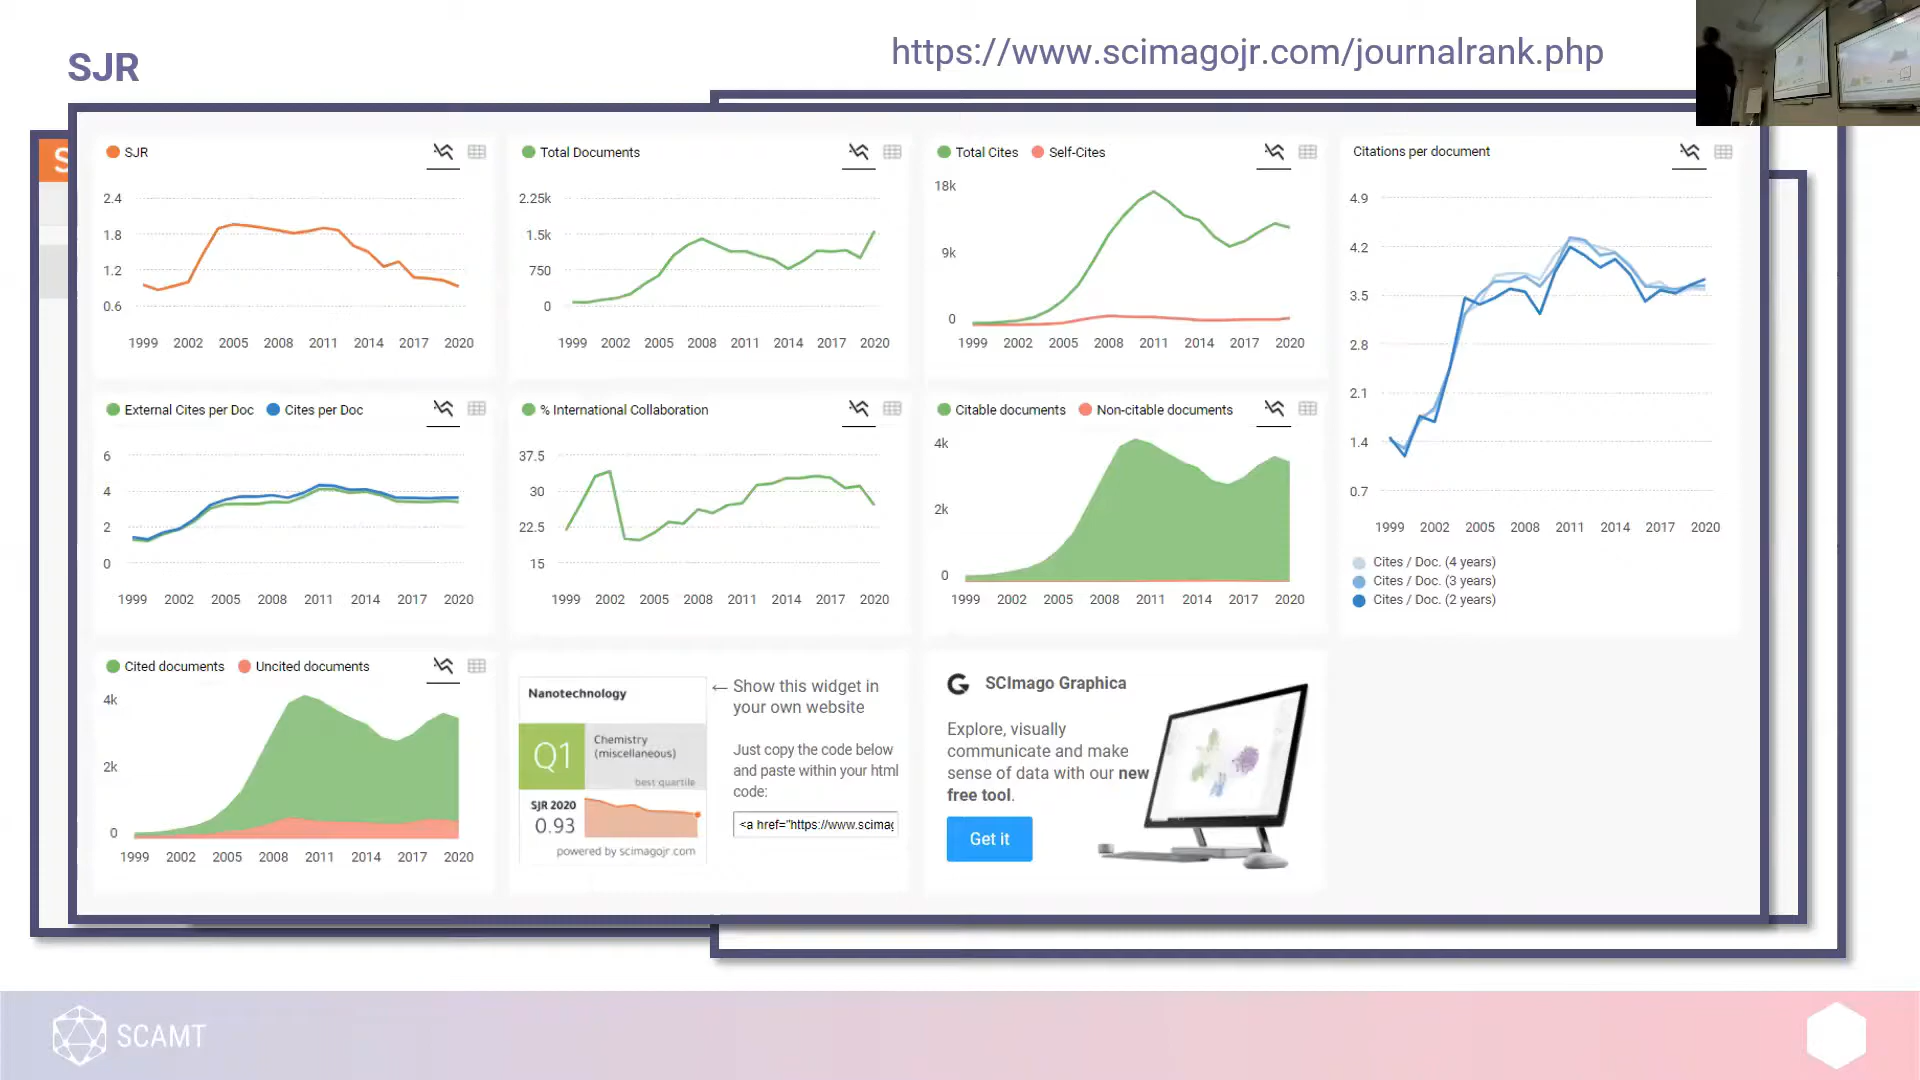 SJR
https://www.scimagojr.com/journalrank.php
S
SJR
2.4
1.8
1.2
0.6
1999 2002 2005 2008 2011 2014 2017 2020
Total Documents
2.25k
1.5k
750
0
1999 2002 2005 2008 2011 2014 2017 2020
Total Cites Self-Cites
18k
9k
0
1999 2002 2005 2008 2011 2014 2017 2020
Citations per document
4.9
4.2
3.5
2.8
2.1
1.4
0.7
1999 2002 2005 2008 2011 2014 2017 2020
Cites / Doc. (4 years)
Cites / Doc. (3 years)
Cites / Doc. (2 years)
External Cites per Doc Cites per Doc
6
4
2
0
1999 2002 2005 2008 2011 2014 2017 2020
% International Collaboration
37.5
30
22.5
15
1999 2002 2005 2008 2011 2014 2017 2020
Citable documents Non-citable documents
4k
2k
0
1999 2002 2005 2008 2011 2014 2017 2020
Cited documents Uncited documents
4k
2k
0
1999 2002 2005 2008 2011 2014 2017 2020
Nanotechnology
Q1
Chemistry
(miscellaneous)
best quartile
SJR 2020
0.93
powered by scimagojr.com
← Show this widget in
your own website
Just copy the code below
and paste within your html
code:
<a href="https://www.scimag
G SCImago Graphica
Explore, visually
communicate and make
sense of data with our new
free tool.
Get it
SCAMT